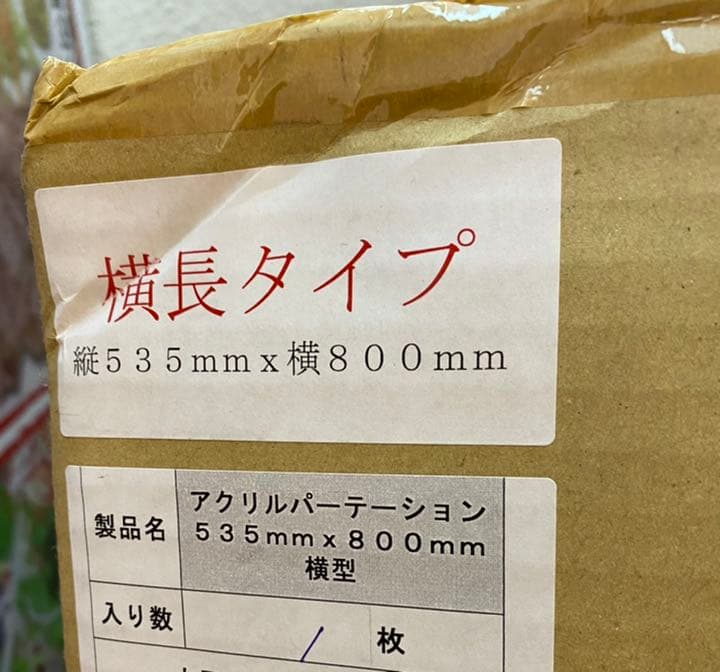 横長タイプ
縦５３５ｍｍｘ横８００ｍｍ
製品名
アクリルパーテーション
５３５ｍｍｘ８００ｍｍ
横型
入り数
/ 枚